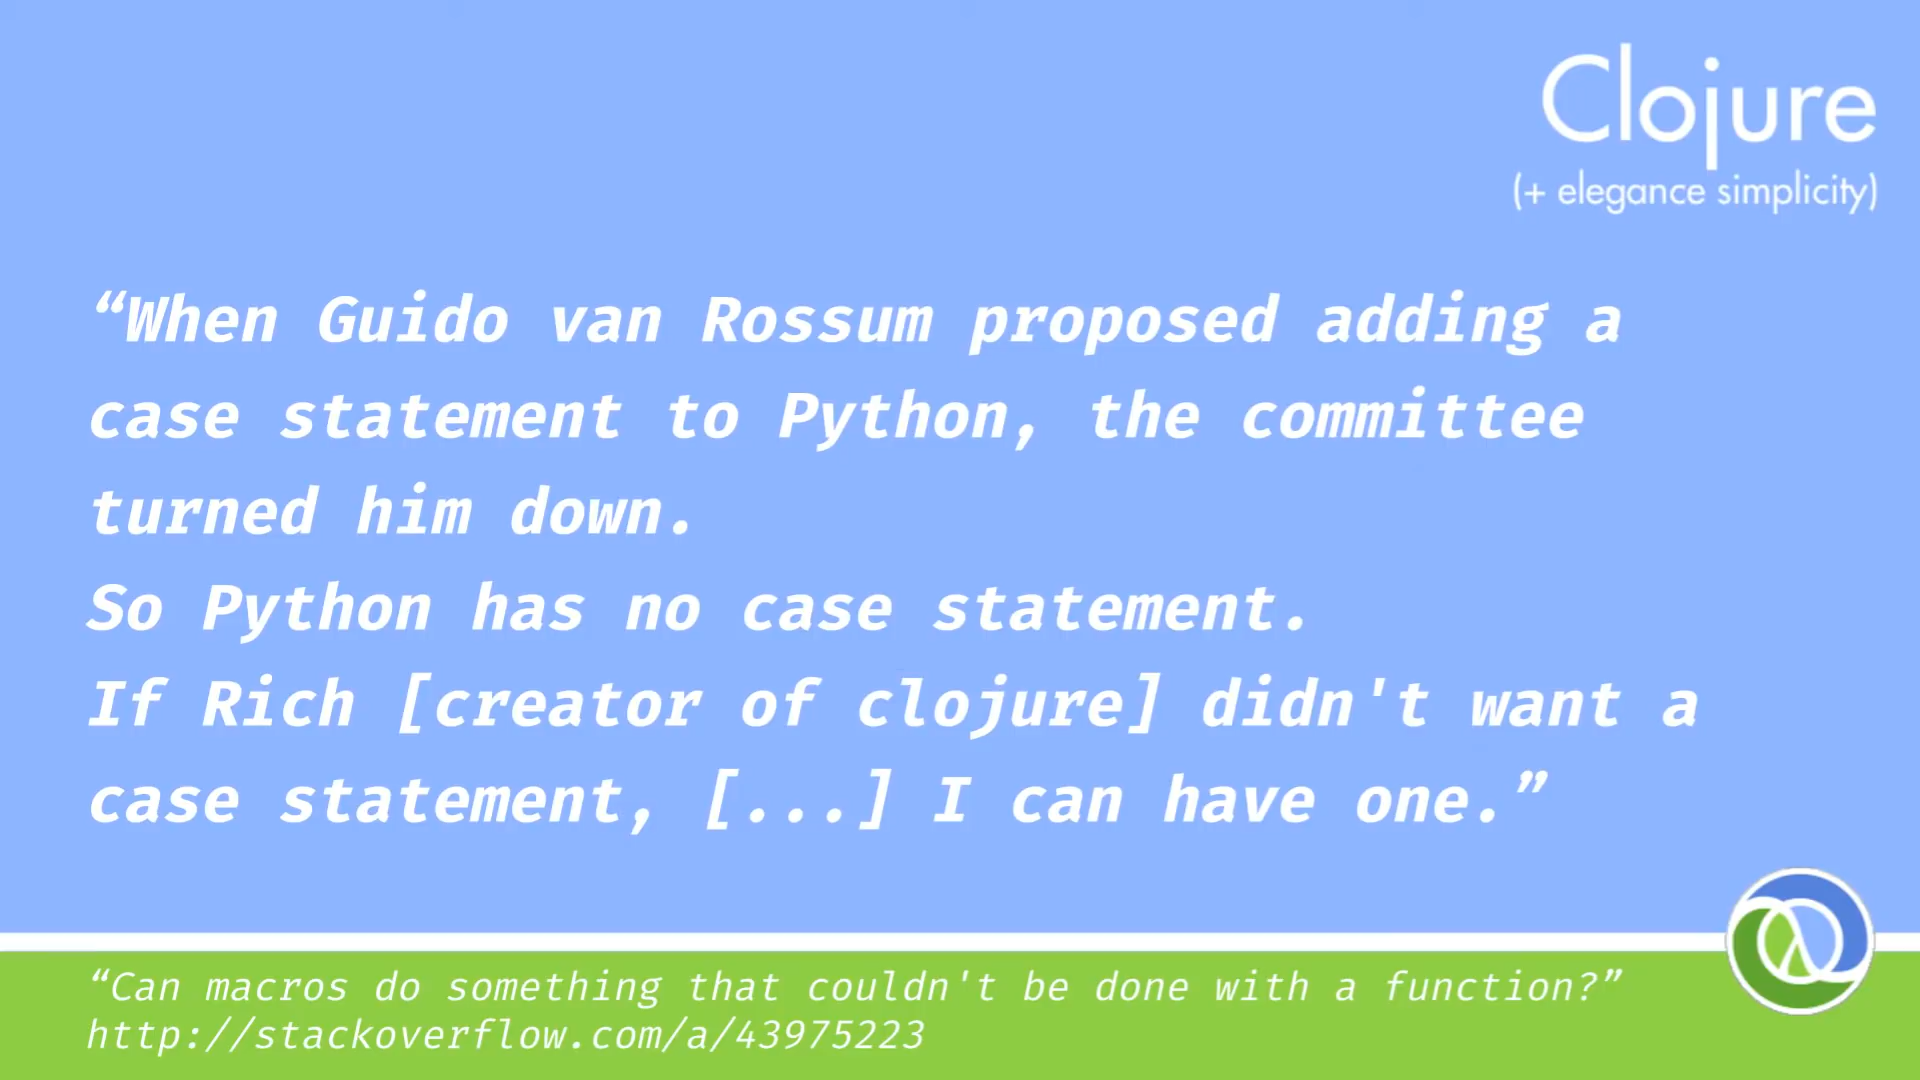 Clojure
(+ elegance simplicity)
“When Guido van Rossum proposed adding a
case statement to Python, the committee
turned him down.
So Python has no case statement.
If Rich [creator of clojure] didn't want a
case statement, [...] I can have one.”
“Can macros do something that couldn't be done with a function?”
http://stackoverflow.com/a/43975223